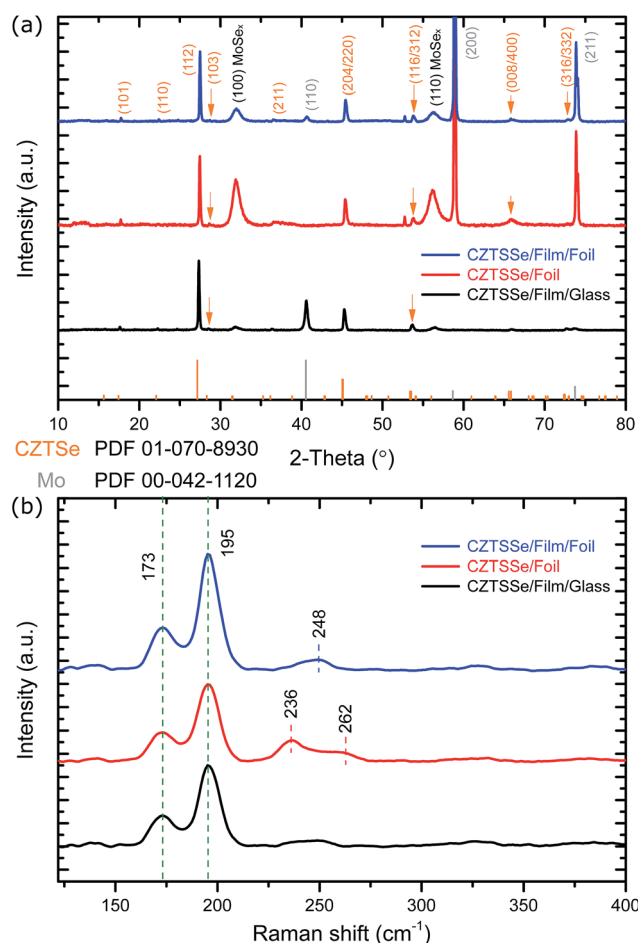 (a)
(101)
(110)
(112)
(103)
(100) MoSeₓ
(211)
(110)
(204/220)
(116/312)
(110) MoSeₓ
(200)
(008/400)
(316/332)
(211)
Intensity (a.u.)
CZTSSe/Film/Foil
CZTSSe/Foil
CZTSSe/Film/Glass
10 20 30 40 50 60 70 80
2-Theta (°)
CZTSe PDF 01-070-8930
Mo PDF 00-042-1120
(b)
173
195
248
236
262
CZTSSe/Film/Foil
CZTSSe/Foil
CZTSSe/Film/Glass
Intensity (a.u.)
150 200 250 300 350 400
Raman shift (cm⁻¹)